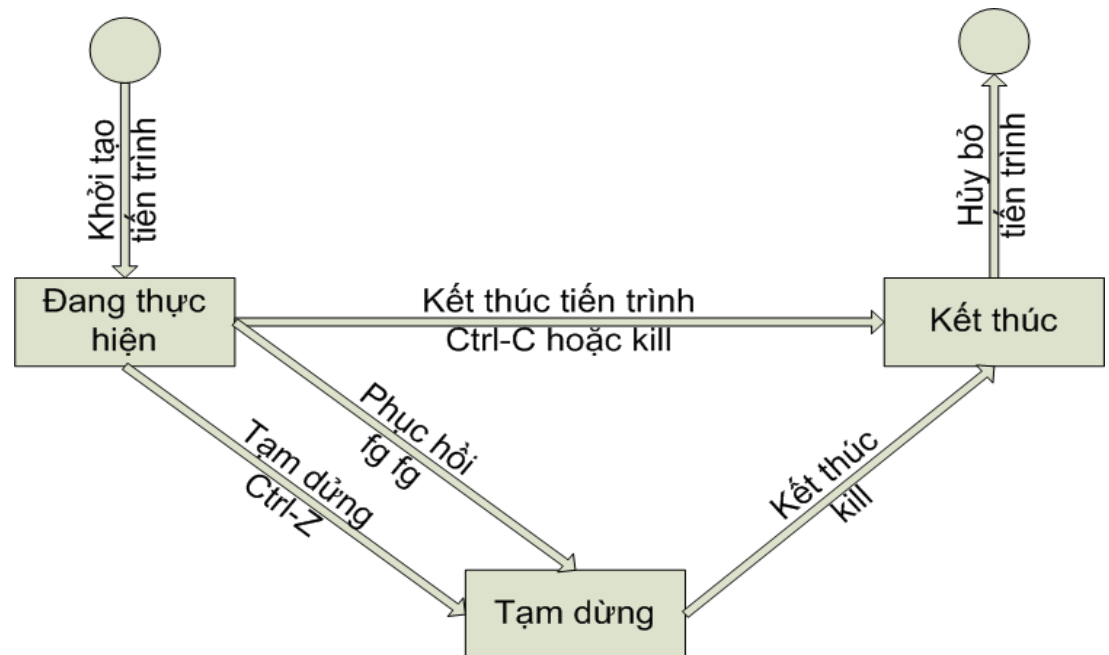 Khởi tạo
tiến trình
Hủy bỏ
tiến trình
Đang thực
hiện
Kết thúc tiến trình
Ctrl-C hoặc kill
Kết thúc
Phục hồi
fg fg
Tạm dửng
Ctrl-Z
Kết thúc
kill
Tạm dừng